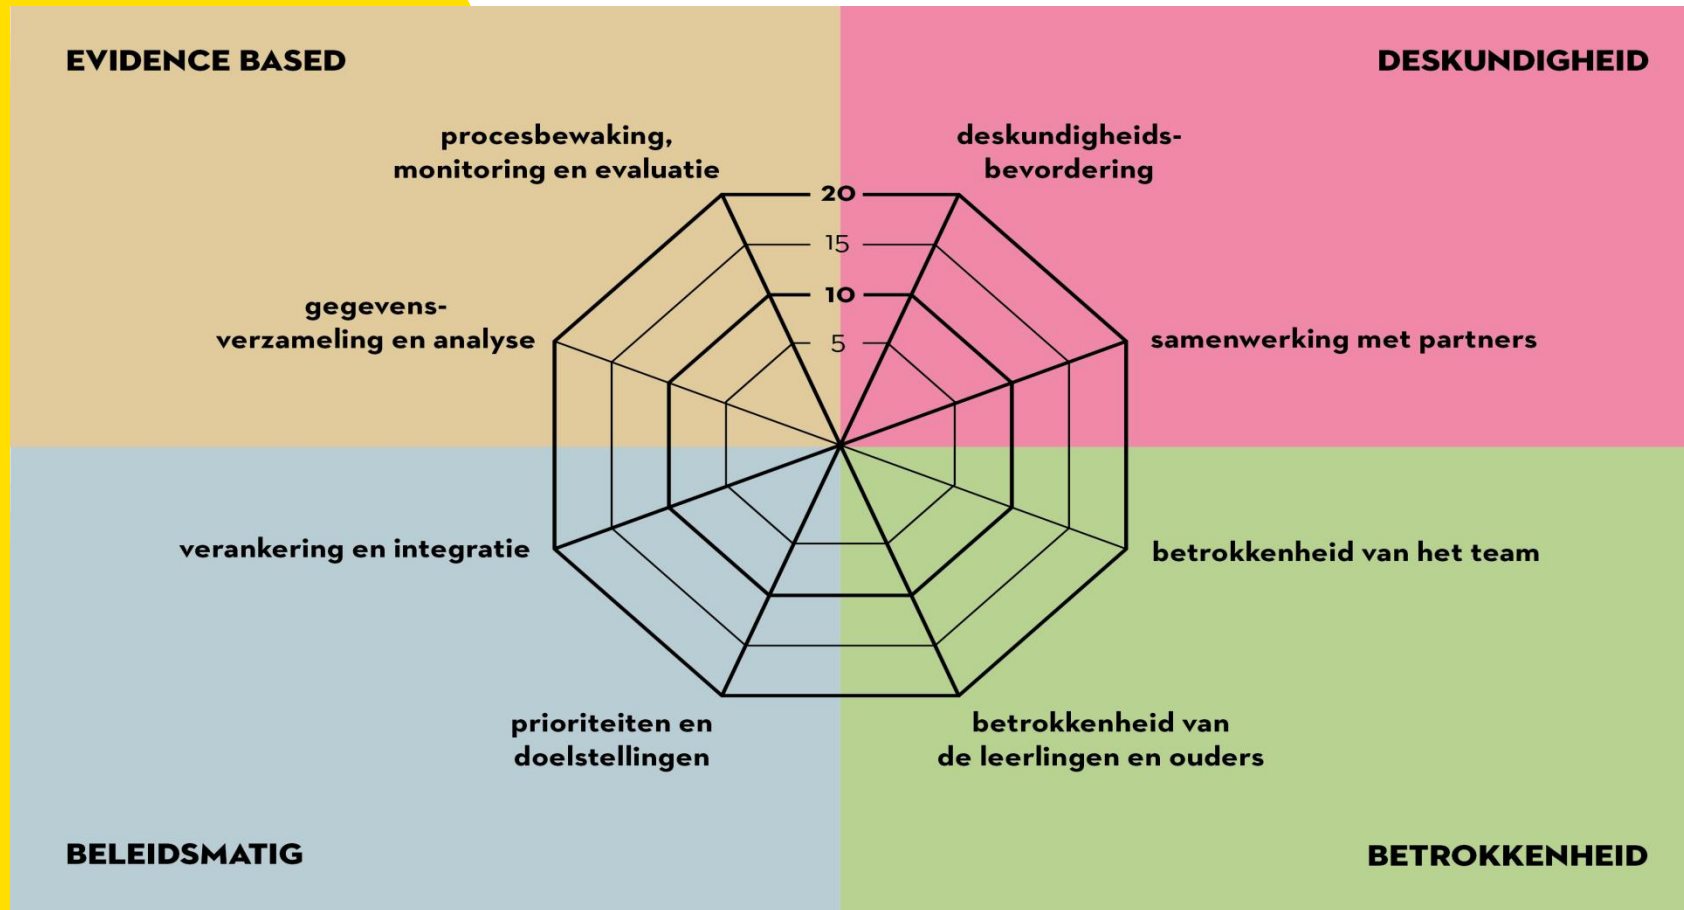 EVIDENCE BASED
DESKUNDIGHEID
procesbewaking,
monitoring en evaluatie
deskundigheids-
bevordering
20
15
10
5
gegevens-
verzameling en analyse
samenwerking met partners
verankering en integratie
betrokkenheid van het team
prioriteiten en
doelstellingen
betrokkenheid van
de leerlingen en ouders
BELEIDSMATIG
BETROKKENHEID